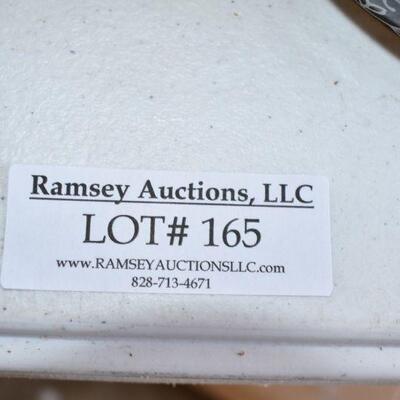 Ramsey Auctions, LLC
LOT# 165
www.RAMSEYAUCTIONSLLC.com
828-713-4671